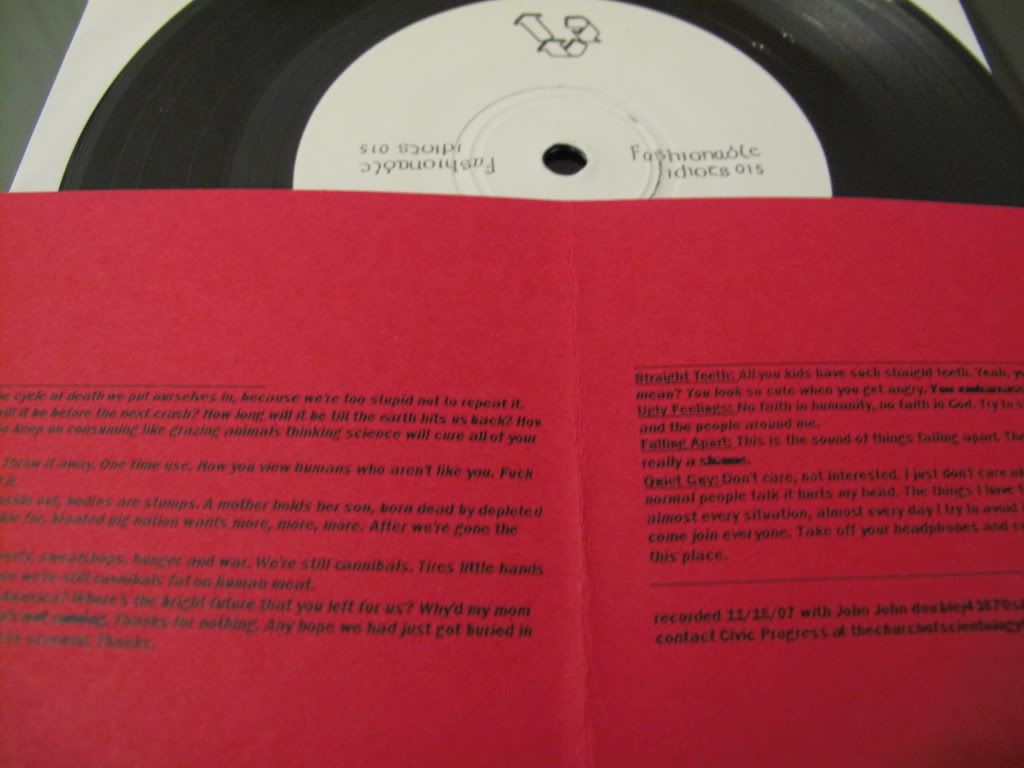 Fashionable
idiots 015
Fashionable
idiots 015
cycle of death we put ourselves in, because we're too stupid not to repeat it.
will it be before the next crash? How long will it be till the earth hits us back? How
keep on consuming like grazing animals thinking science will cure all of your
Throw it away. One time use. How you view humans who aren't like you. Fuck
it.
out, bodies are stumps. A mother holds her son, born dead by depleted
for, bloated pig nation wants more, more, more. After we're gone the
sweatshops, hunger and war. We're still cannibals. Tires little hands
we're still cannibals fat on human meat.
America? Where's the bright future that you left for us? Why'd my mom
not coming. Thanks for nothing. Any hope we had just got buried in
screwed. Thanks.
Straight Teeth: All you kids have such straight teeth. Yeah,
mean? You look so cute when you get angry. You
Ugly Feelings: No faith in humanity, no faith in God. Try to
and the people around me.
Falling Apart: This is the sound of things falling apart.
really a shame.
Quiet Guy: Don't care, not interested. I just don't care
normal people talk it hurts my head. The things I have
almost every situation, almost every day I try to avoid
come join everyone. Take off your headphones and
this place.
recorded 11/18/07 with John John
contact Civic Progress at thechurchofscientology